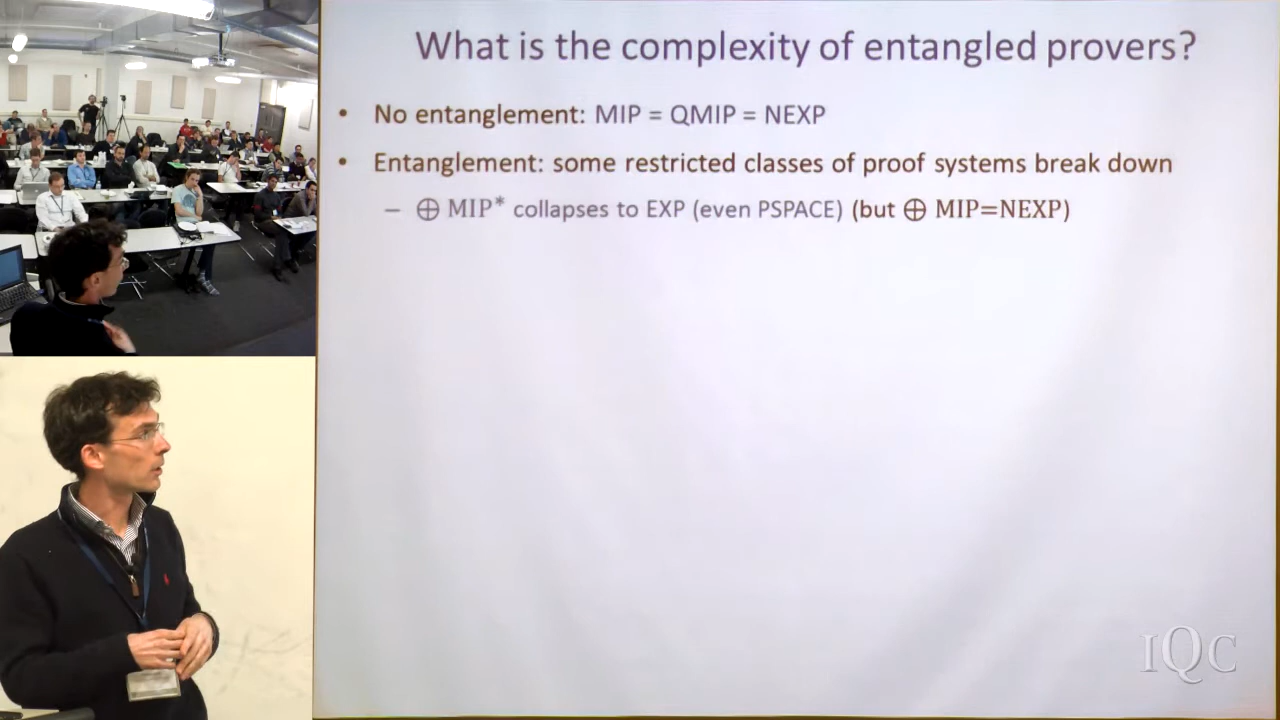 What is the complexity of entangled provers?
• No entanglement: MIP = QMIP = NEXP
• Entanglement: some restricted classes of proof systems break down
– ⊕ MIP* collapses to EXP (even PSPACE) (but ⊕ MIP=NEXP)
IQC